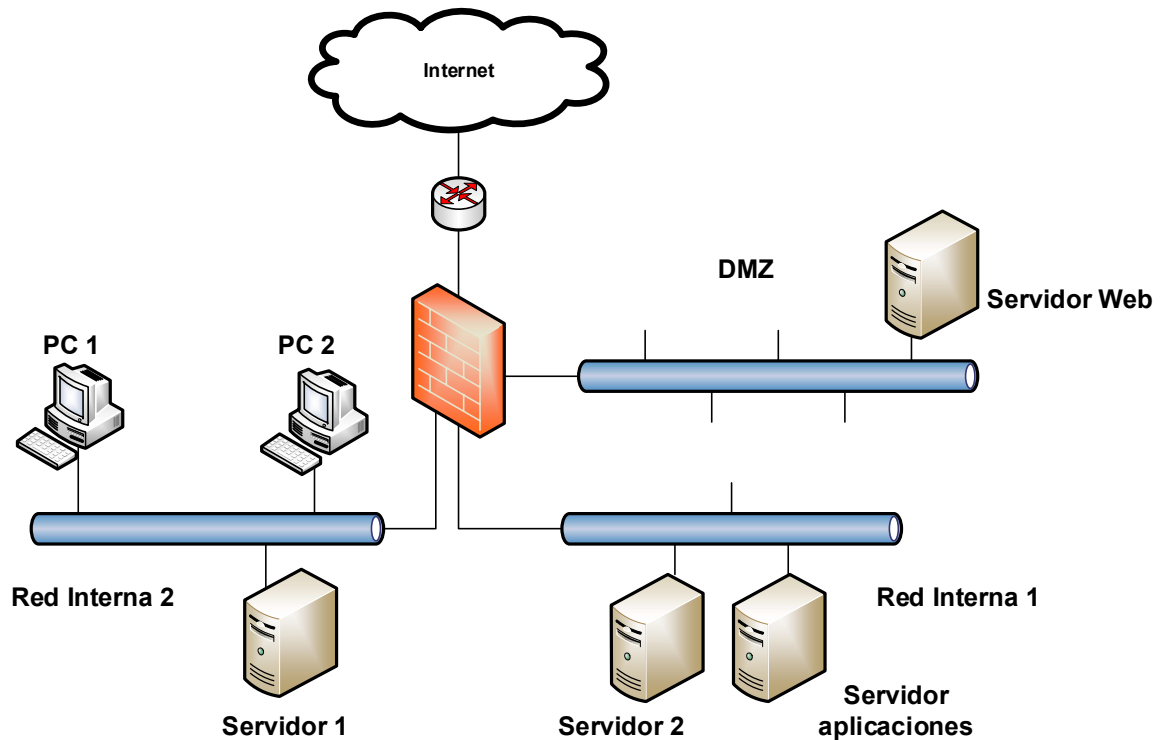 Internet
DMZ
Servidor Web
PC 1
PC 2
Red Interna 2
Red Interna 1
Servidor 1
Servidor 2
Servidor
aplicaciones